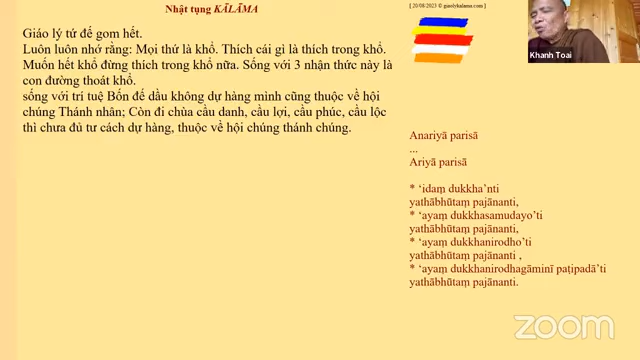 Nhật tụng KĀLĀMA
[ 20/08/2023 © giaolykalama.com ]
Giáo lý tứ đế gom hết.
Luôn luôn nhớ rằng: Mọi thứ là khổ. Thích cái gì là thích trong khổ.
Muốn hết khổ đừng thích trong khổ nữa. Sống với 3 nhận thức này là
con đường thoát khổ.
sống với trí tuệ Bốn đế dầu không dự hàng mình cũng thuộc về hội
chúng Thánh nhân; Còn đi chùa cầu danh, cầu lợi, cầu phúc, cầu lộc
thì chưa đủ tư cách dự hàng, thuộc về hội chúng thánh chúng.
Khanh Toai
Anariyā parisā
...
Ariyā parisā
* ‘idaṃ dukkha’nti
yathābhūtaṃ pajānanti,
* ‘ayaṃ dukkhasamudayo’ti
yathābhūtaṃ pajānanti,
* ‘ayaṃ dukkhanirodho’ti
yathābhūtaṃ pajānanti ,
* ‘ayaṃ dukkhanirodhagāminī paṭipadā’ti
yathābhūtaṃ pajānanti.
zoom